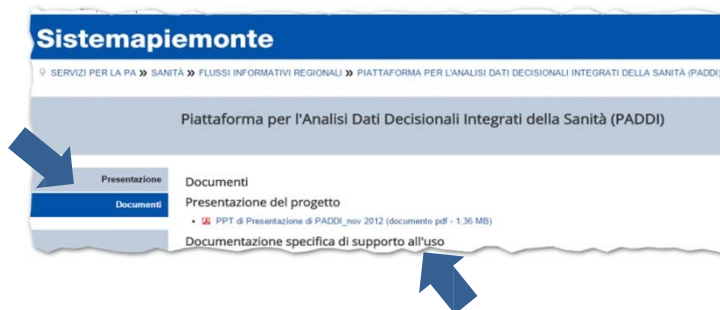 Sistemapiemonte
SERVIZI PER LA PA » SANITÀ » FLUSSI INFORMATIVI REGIONALI » PIATTAFORMA PER L'ANALISI DATI DECISIONALI INTEGRATI DELLA SANITÀ (PADDI)
Piattaforma per l'Analisi Dati Decisionali Integrati della Sanità (PADDI)
Presentazione
Documenti
Documenti
Presentazione del progetto
• PPT di Presentazione di PADDI_nov 2012 (documento pdf - 1,36 MB)
Documentazione specifica di supporto all'uso